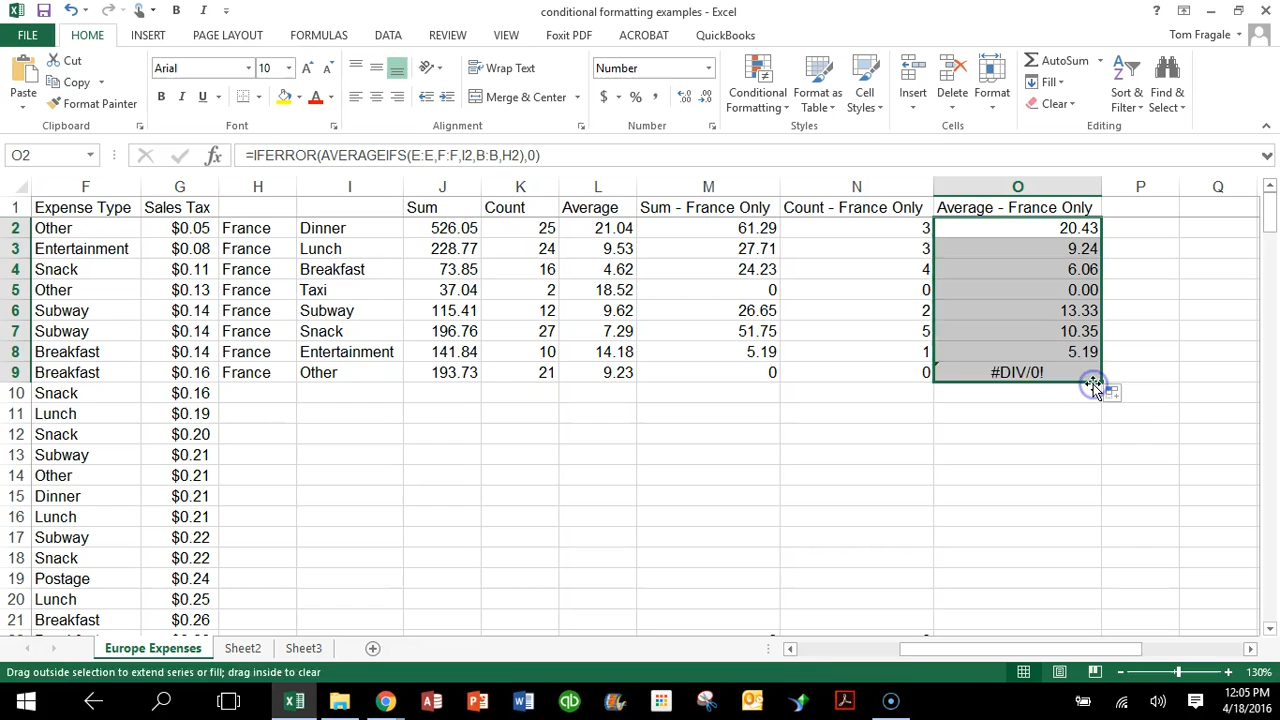 conditional formatting examples - Excel
FILE HOME INSERT PAGE LAYOUT FORMULAS DATA REVIEW VIEW Foxit PDF ACROBAT QuickBooks Tom Fragale
Paste Cut Copy Format Painter Clipboard
Arial 10 B I U Font
Wrap Text Merge & Center Alignment
Number $ % , Number
Conditional Formatting Format as Table Cell Styles Styles
Insert Delete Format Cells
AutoSum Fill Clear Sort & Filter Find & Select Editing
O2 fx =IFERROR(AVERAGEIFS(E:E,F:F,I2,B:B,H2),0)
F G H I J K L M N O P Q
1 Expense Type Sales Tax Sum Count Average Sum - France Only Count - France Only Average - France Only
2 Other $0.05 France Dinner 526.05 25 21.04 61.29 3 20.43
3 Entertainment $0.08 France Lunch 228.77 24 9.53 27.71 3 9.24
4 Snack $0.11 France Breakfast 73.85 16 4.62 24.23 4 6.06
5 Other $0.13 France Taxi 37.04 2 18.52 0 0 0.00
6 Subway $0.14 France Subway 115.41 12 9.62 26.65 2 13.33
7 Subway $0.14 France Snack 196.76 27 7.29 51.75 5 10.35
8 Breakfast $0.14 France Entertainment 141.84 10 14.18 5.19 1 5.19
9 Breakfast $0.16 France Other 193.73 21 9.23 0 0 #DIV/0!
10 Snack $0.16
11 Lunch $0.19
12 Snack $0.20
13 Subway $0.21
14 Other $0.21
15 Dinner $0.21
16 Lunch $0.21
17 Subway $0.22
18 Snack $0.22
19 Postage $0.24
20 Lunch $0.25
21 Breakfast $0.26
Europe Expenses Sheet2 Sheet3
Drag outside selection to extend series or fill; drag inside to clear 130%
12:05 PM
4/18/2016